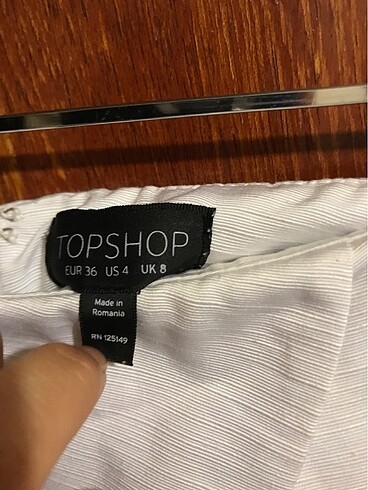 TOPSHOP
EUR 36 US 4 UK 8
Made in
Romania
RN 125149